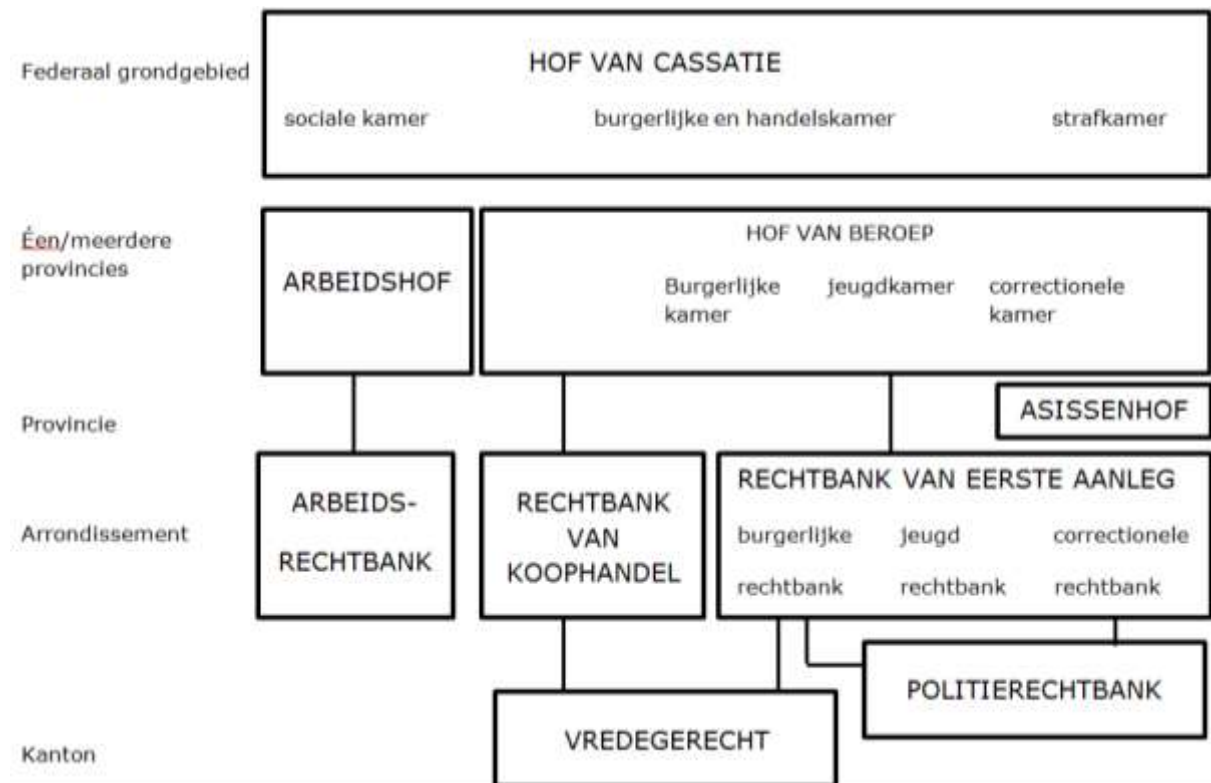 Federaal grondgebied
HOF VAN CASSATIE
sociale kamer
burgerlijke en handelskamer
strafkamer
Éen/meerdere
provincies
ARBEIDSHOF
HOF VAN BEROEP
Burgerlijke
kamer
jeugdkamer
correctionele
kamer
Provincie
ASISSENHOF
Arrondissement
ARBEIDS-
RECHTBANK
RECHTBANK
VAN
KOOPHANDEL
RECHTBANK VAN EERSTE AANLEG
burgerlijke jeugd correctionele
rechtbank rechtbank rechtbank
POLITIERECHTBANK
Kanton
VREDEGERECHT